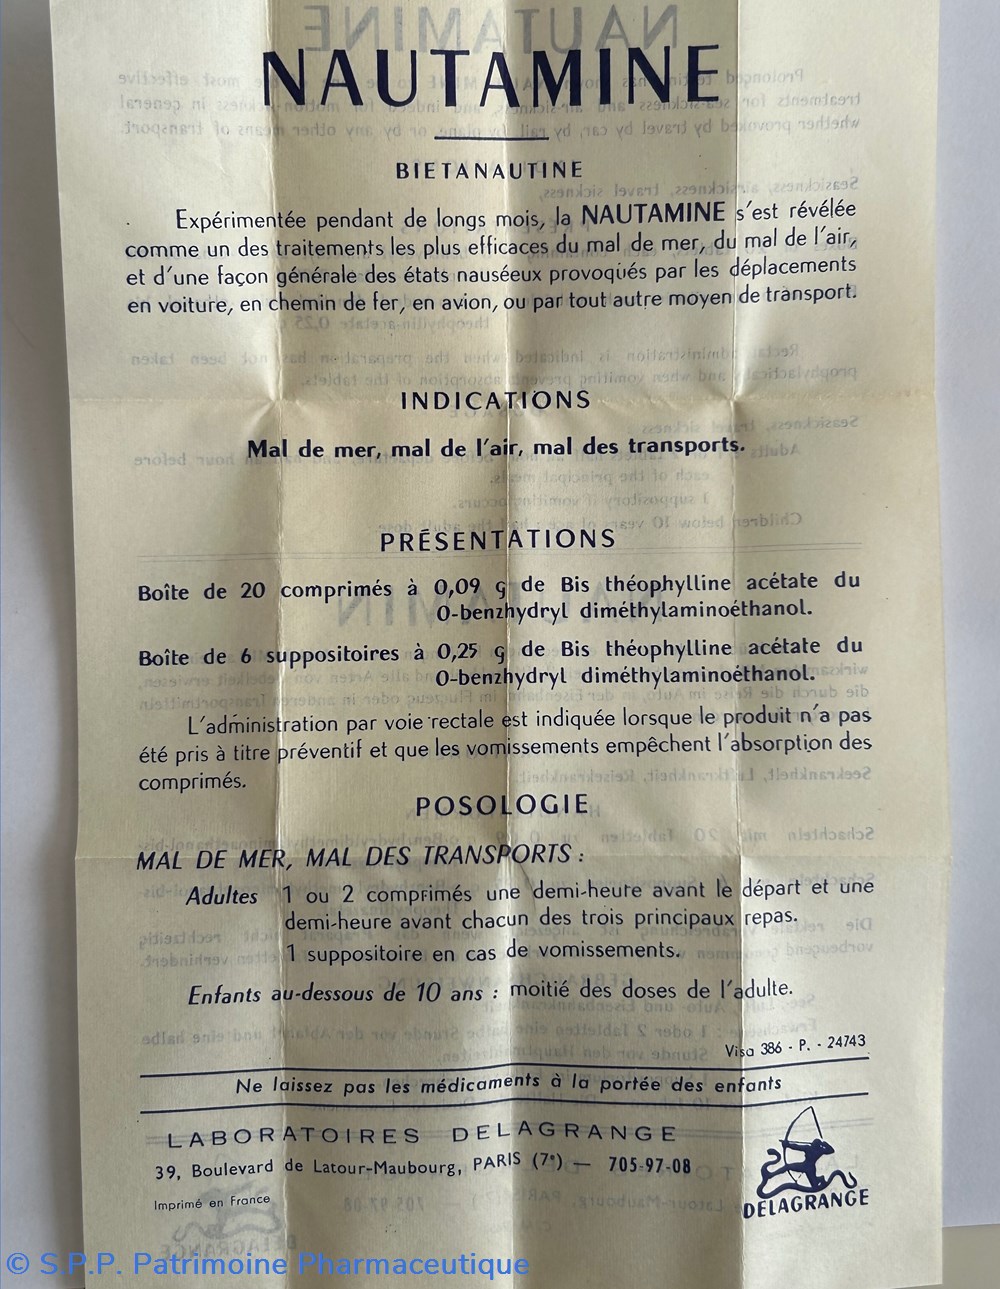 NAUTAMINE
BIETANAUTINE
Expérimentée pendant de longs mois, la NAUTAMINE s'est révélée
comme un des traitements les plus efficaces du mal de mer, du mal de l'air,
et d'une façon générale des états nauséeux provoqués par les déplacements
en voiture, en chemin de fer, en avion, ou par tout autre moyen de transport.
INDICATIONS
Mal de mer, mal de l'air, mal des transports.
PRÉSENTATIONS
Boîte de 20 comprimés à 0,09 g de Bis théophylline acétate du
O-benzhydryl diméthylaminoéthanol.
Boîte de 6 suppositoires à 0,25 g de Bis théophylline acétate du
O-benzhydryl diméthylaminoéthanol.
L'administration par voie rectale est indiquée lorsque le produit n'a pas
été pris à titre préventif et que les vomissements empêchent l'absorption des
comprimés.
POSOLOGIE
MAL DE MER, MAL DES TRANSPORTS :
Adultes 1 ou 2 comprimés une demi-heure avant le départ et une
demi-heure avant chacun des trois principaux repas.
1 suppositoire en cas de vomissements.
Enfants au-dessous de 10 ans : moitié des doses de l'adulte.
Visa 386 - P. - 24743
Ne laissez pas les médicaments à la portée des enfants
LABORATOIRES DELAGRANGE
39, Boulevard de Latour-Maubourg, PARIS (7e) — 705-97-08
Imprimé en France
DELAGRANGE
© S.P.P. Patrimoine Pharmaceutique